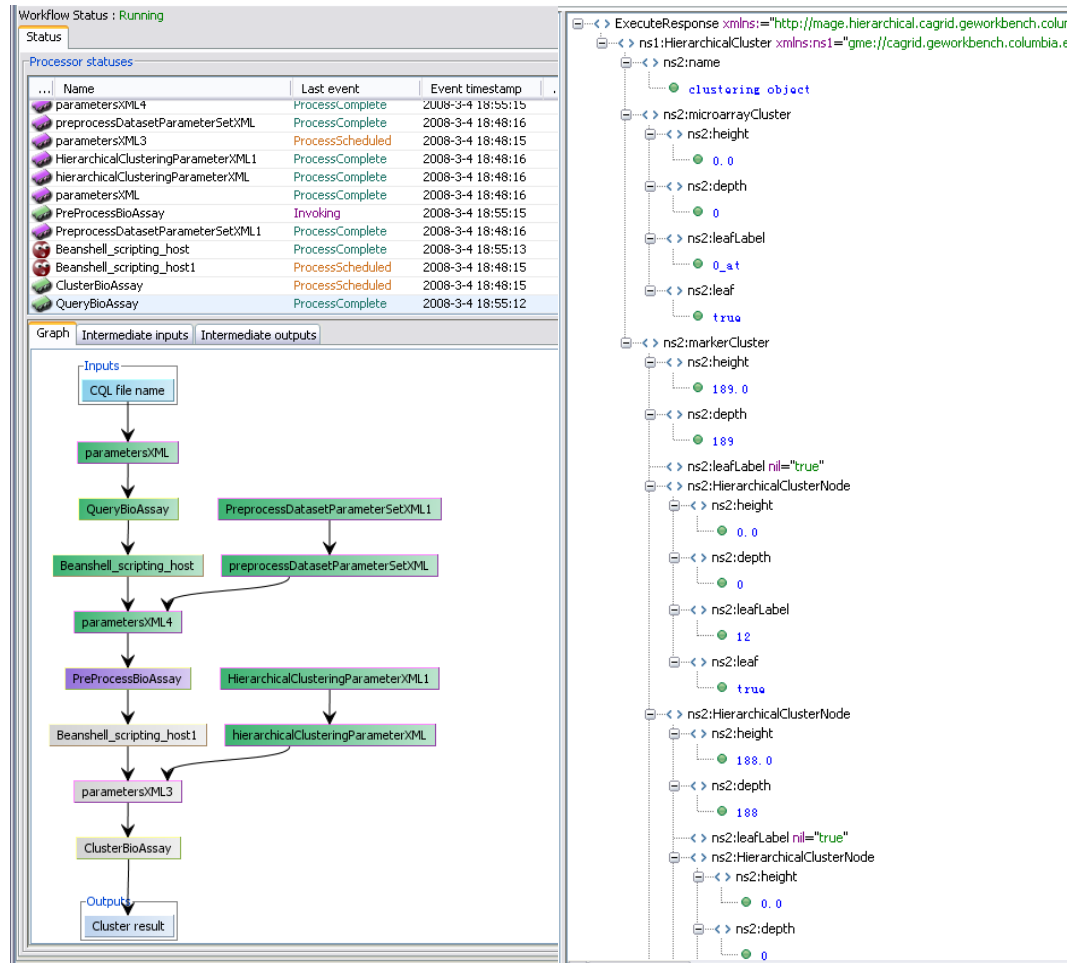 Workflow Status : Running
Status
Processor statuses
... Name Last event Event timestamp .
parametersXML4 ProcessComplete 2008-3-4 18:55:15
preprocessDatasetParameterSetXML ProcessComplete 2008-3-4 18:48:16
parametersXML3 ProcessScheduled 2008-3-4 18:48:15
HierarchicalClusteringParameterXML1 ProcessComplete 2008-3-4 18:48:16
hierarchicalClusteringParameterXML ProcessComplete 2008-3-4 18:48:16
parametersXML ProcessComplete 2008-3-4 18:48:16
PreProcessBioAssay Invoking 2008-3-4 18:55:15
PreprocessDatasetParameterSetXML1 ProcessComplete 2008-3-4 18:48:16
Beanshell_scripting_host ProcessComplete 2008-3-4 18:55:13
Beanshell_scripting_host1 ProcessScheduled 2008-3-4 18:48:15
ClusterBioAssay ProcessScheduled 2008-3-4 18:48:15
QueryBioAssay ProcessComplete 2008-3-4 18:55:12
Graph Intermediate inputs Intermediate outputs
Inputs
CQL file name
parametersXML
QueryBioAssay PreprocessDatasetParameterSetXML1
Beanshell_scripting_host preprocessDatasetParameterSetXML
parametersXML4
PreProcessBioAssay HierarchicalClusteringParameterXML1
Beanshell_scripting_host1 hierarchicalClusteringParameterXML
parametersXML3
ClusterBioAssay
Outputs
Cluster result
< > ExecuteResponse xmlns:="http://mage.hierarchical.cagrid.geworkbench.colu
< > ns1:HierarchicalCluster xmlns:ns1="gme://cagrid.geworkbench.columbia.e
< > ns2:name
clustering object
< > ns2:microarrayCluster
< > ns2:height
0.0
< > ns2:depth
0
< > ns2:leafLabel
0_at
< > ns2:leaf
true
< > ns2:markerCluster
< > ns2:height
189.0
< > ns2:depth
189
< > ns2:leafLabel nil="true"
< > ns2:HierarchicalClusterNode
< > ns2:height
0.0
< > ns2:depth
0
< > ns2:leafLabel
12
< > ns2:leaf
true
< > ns2:HierarchicalClusterNode
< > ns2:height
188.0
< > ns2:depth
188
< > ns2:leafLabel nil="true"
< > ns2:HierarchicalClusterNode
< > ns2:height
0.0
< > ns2:depth
0